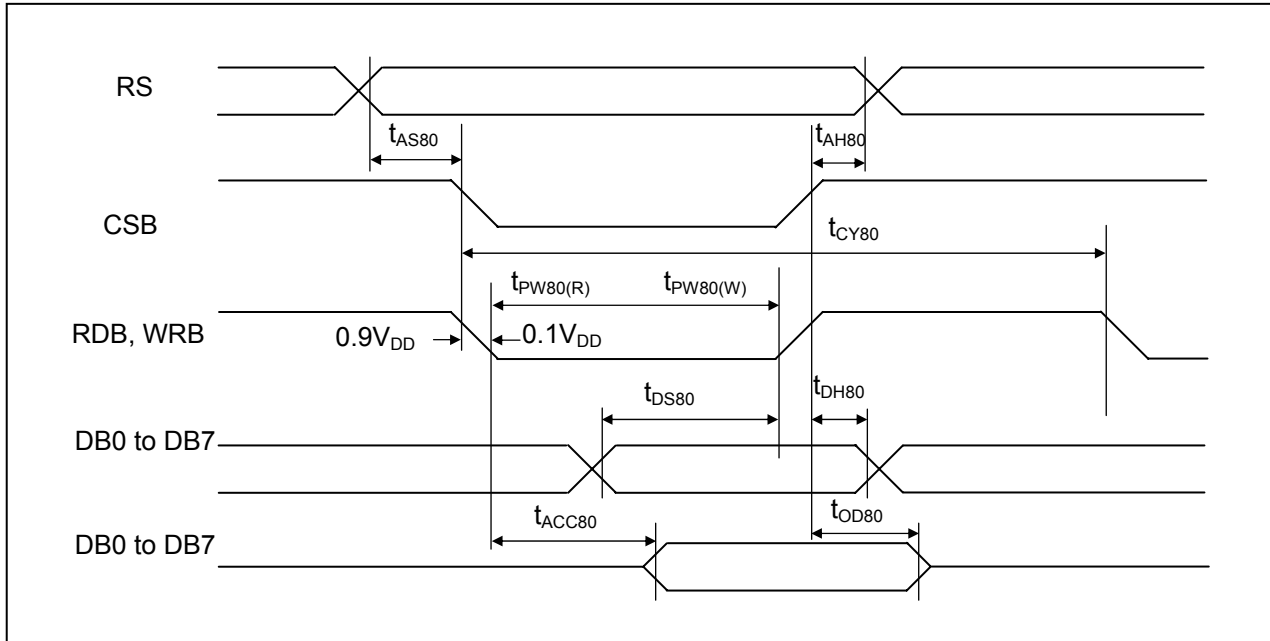 RS
tAS80
tAH80
CSB
tCY80
tPW80(R)
tPW80(W)
RDB, WRB
0.9VDD
0.1VDD
tDS80
tDH80
DB0 to DB7
tACC80
tOD80
DB0 to DB7